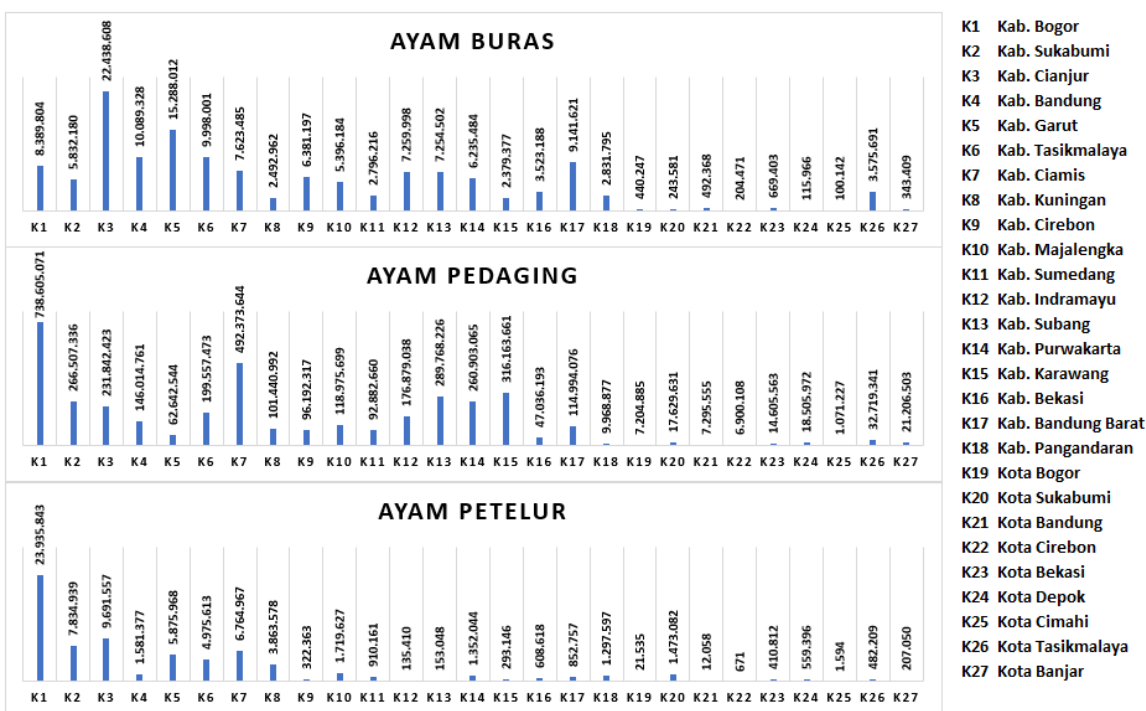 AYAM BURAS
8.389.804
5.832.180
22.438.608
10.089.328
15.288.012
9.998.001
7.623.485
2.492.962
6.381.197
5.396.184
2.796.216
7.259.998
7.254.502
6.235.484
2.379.377
3.523.188
9.141.621
2.831.795
440.247
243.581
492.368
204.471
669.403
115.966
100.142
3.575.691
343.409
K1 K2 K3 K4 K5 K6 K7 K8 K9 K10 K11 K12 K13 K14 K15 K16 K17 K18 K19 K20 K21 K22 K23 K24 K25 K26 K27
AYAM PEDAGING
738.605.071
266.507.336
231.842.423
146.014.761
62.642.544
199.557.473
492.373.644
101.440.992
96.192.317
118.975.699
92.882.660
176.879.038
289.768.226
260.903.065
316.163.661
47.036.193
114.994.076
9.968.877
7.204.885
17.629.631
7.295.555
6.900.108
14.605.563
18.505.972
1.071.227
32.719.341
21.206.503
K1 K2 K3 K4 K5 K6 K7 K8 K9 K10 K11 K12 K13 K14 K15 K16 K17 K18 K19 K20 K21 K22 K23 K24 K25 K26 K27
AYAM PETELUR
23.935.843
7.834.939
9.691.557
1.581.377
5.875.968
4.975.613
6.764.967
3.863.578
322.363
1.719.627
910.161
135.410
153.048
1.352.044
293.146
608.618
852.757
1.297.597
21.535
1.473.082
12.058
671
410.812
559.396
1.594
482.209
207.050
K1 K2 K3 K4 K5 K6 K7 K8 K9 K10 K11 K12 K13 K14 K15 K16 K17 K18 K19 K20 K21 K22 K23 K24 K25 K26 K27
K1 Kab. Bogor
K2 Kab. Sukabumi
K3 Kab. Cianjur
K4 Kab. Bandung
K5 Kab. Garut
K6 Kab. Tasikmalaya
K7 Kab. Ciamis
K8 Kab. Kuningan
K9 Kab. Cirebon
K10 Kab. Majalengka
K11 Kab. Sumedang
K12 Kab. Indramayu
K13 Kab. Subang
K14 Kab. Purwakarta
K15 Kab. Karawang
K16 Kab. Bekasi
K17 Kab. Bandung Barat
K18 Kab. Pangandaran
K19 Kota Bogor
K20 Kota Sukabumi
K21 Kota Bandung
K22 Kota Cirebon
K23 Kota Bekasi
K24 Kota Depok
K25 Kota Cimahi
K26 Kota Tasikmalaya
K27 Kota Banjar